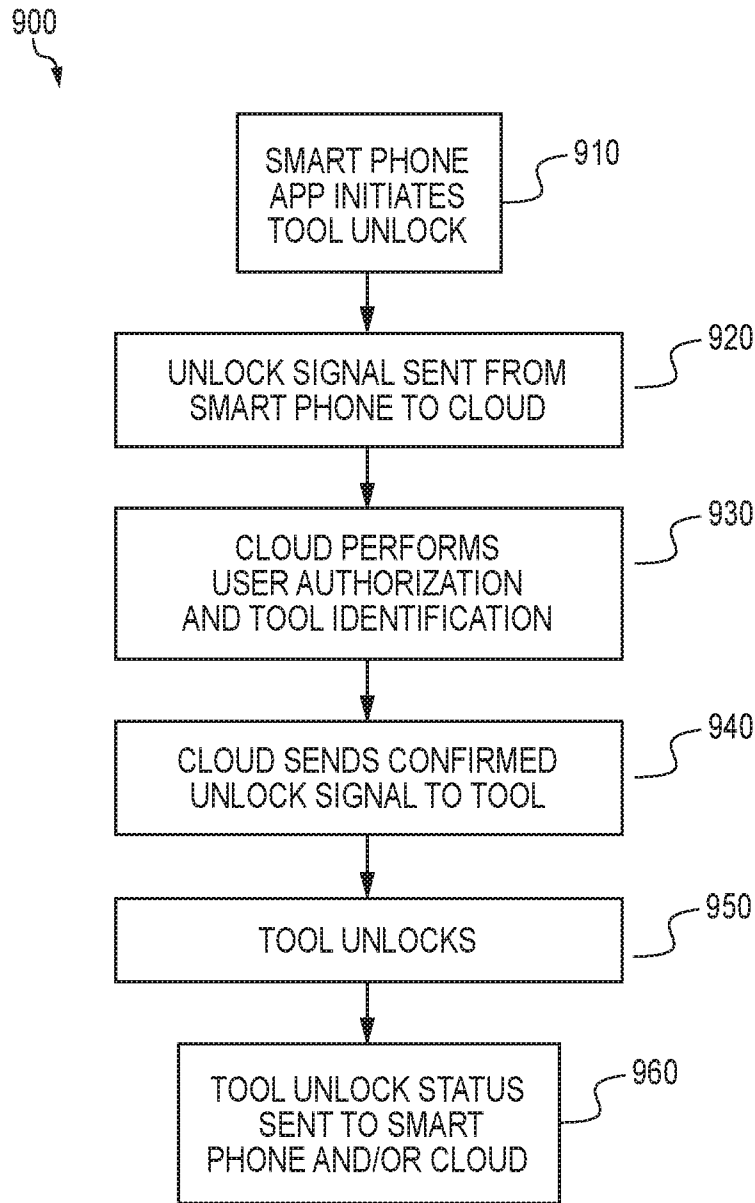 900
SMART PHONE
APP INITIATES
TOOL UNLOCK
910
UNLOCK SIGNAL SENT FROM
SMART PHONE TO CLOUD
920
CLOUD PERFORMS
USER AUTHORIZATION
AND TOOL IDENTIFICATION
930
CLOUD SENDS CONFIRMED
UNLOCK SIGNAL TO TOOL
940
TOOL UNLOCKS
950
TOOL UNLOCK STATUS
SENT TO SMART
PHONE AND/OR CLOUD
960